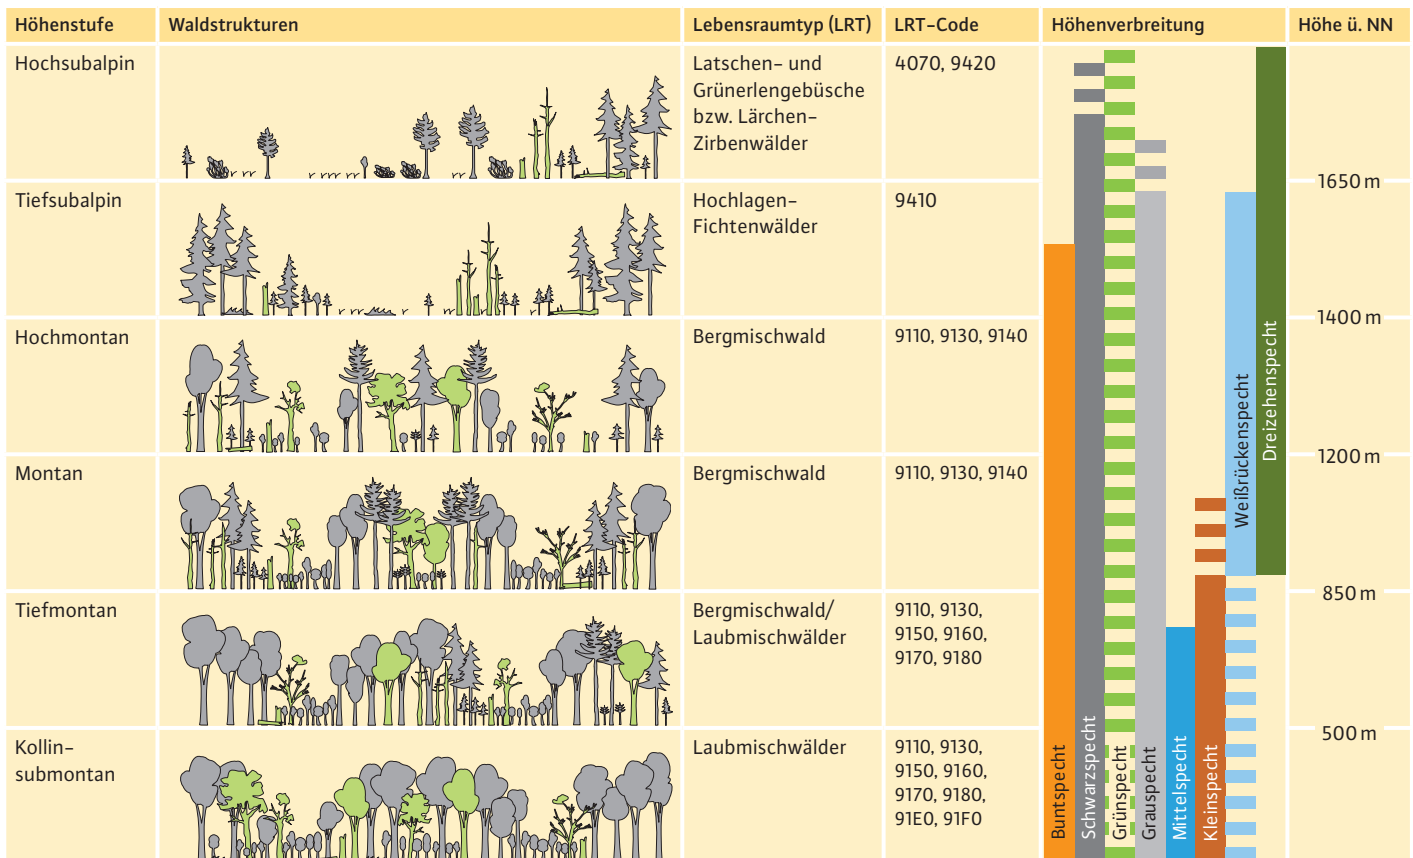 Höhenstufe
Waldstrukturen
Lebensraumtyp (LRT)
LRT-Code
Höhenverbreitung
Höhe ü. NN
Hochsubalpin
Latschen- und
Grünerlengebüsche
bzw. Lärchen-
Zirbenwälder
4070, 9420
1650 m
Tiefsubalpin
Hochlagen-
Fichtenwälder
9410
1400 m
Hochmontan
Bergmischwald
9110, 9130, 9140
1200 m
Montan
Bergmischwald
9110, 9130, 9140
850 m
Tiefmontan
Bergmischwald/
Laubmischwälder
9110, 9130,
9150, 9160,
9170, 9180
500 m
Kollin-
submontan
Laubmischwälder
9110, 9130,
9150, 9160,
9170, 9180,
91E0, 91F0
Buntspecht
Schwarzspecht
Grünspecht
Grauspecht
Mittelspecht
Kleinspecht
Weißrückenspecht
Dreizehenspecht